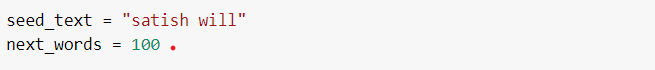 seed_text = "satish will"
next_words = 100